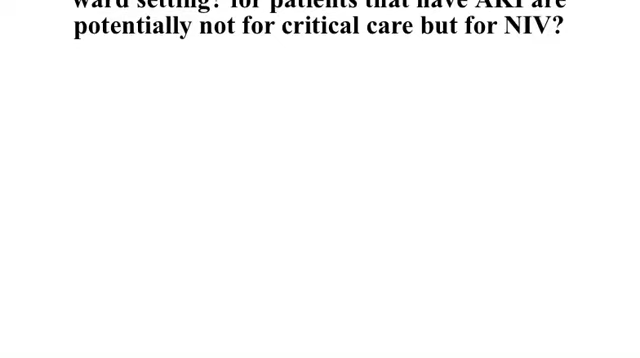 ward setting? for patients that have AKI are
potentially not for critical care but for NIV?